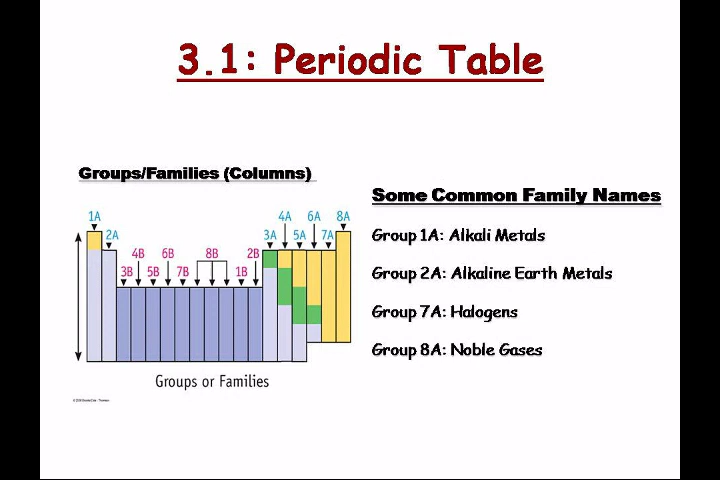 3.1: Periodic Table
Groups/Families (Columns)
1A
2A
3B
4B
5B
6B
7B
8B
1B
2B
3A
4A
5A
6A
7A
8A
Groups or Families
Some Common Family Names
Group 1A: Alkali Metals
Group 2A: Alkaline Earth Metals
Group 7A: Halogens
Group 8A: Noble Gases